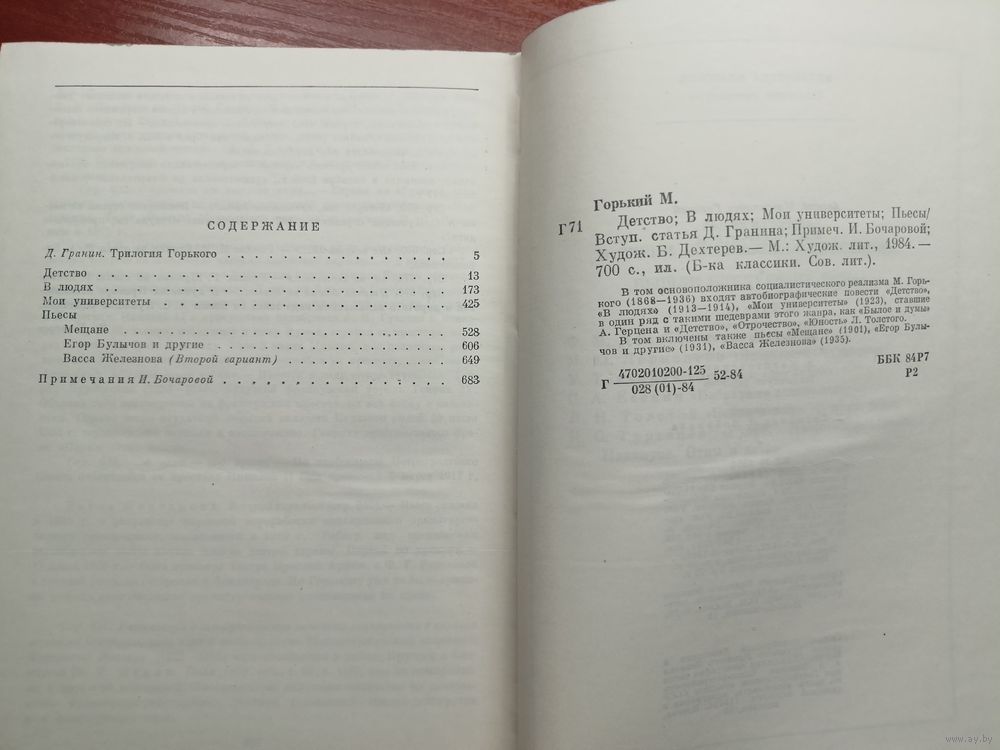 СОДЕРЖАНИЕ
Д. Гранин. Трилогия Горького . . . . . . . . . . . . . . 5
Детство . . . . . . . . . . . . . . . . . . . . . . 13
В людях . . . . . . . . . . . . . . . . . . . . . . 173
Мои университеты . . . . . . . . . . . . . . . . . . 425
Пьесы
Мещане . . . . . . . . . . . . . . . . . . . . . 528
Егор Булычов и другие . . . . . . . . . . . . . . . 606
Васса Железнова (Второй вариант) . . . . . . . . . . . 649
Примечания И. Бочаровой . . . . . . . . . . . . . . . 683
Горький М.
Г71 Детство; В людях; Мои университеты; Пьесы/
Вступ. статья Д. Гранина; Примеч. И. Бочаровой;
Худож. Б. Дехтерев.— М.: Худож. лит., 1984.—
700 с., ил. (Б-ка классики. Сов. лит.).
В том основоположника социалистического реализма М. Горь-
кого (1868—1936) входят автобиографические повести «Детство»,
«В людях» (1913—1914), «Мои университеты» (1923), ставшие
в один ряд с такими шедеврами этого жанра, как «Былое и думы»
А. Герцена и «Детство», «Отрочество», «Юность» Л. Толстого.
В том включены также пьесы «Мещане» (1901), «Егор Булы-
чов и другие» (1931), «Васса Железнова» (1935).
Г 4702010200-125 52-84
028 (01)-84
ББК 84Р7
Р2
www.ay.by